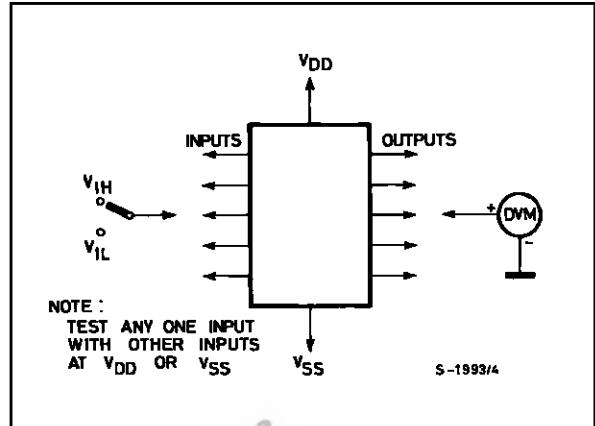 VDD
INPUTS
OUTPUTS
VIH
VIL
+
DVM
-
NOTE :
TEST ANY ONE INPUT
WITH OTHER INPUTS
AT VDD OR VSS
VSS
S-1993/4